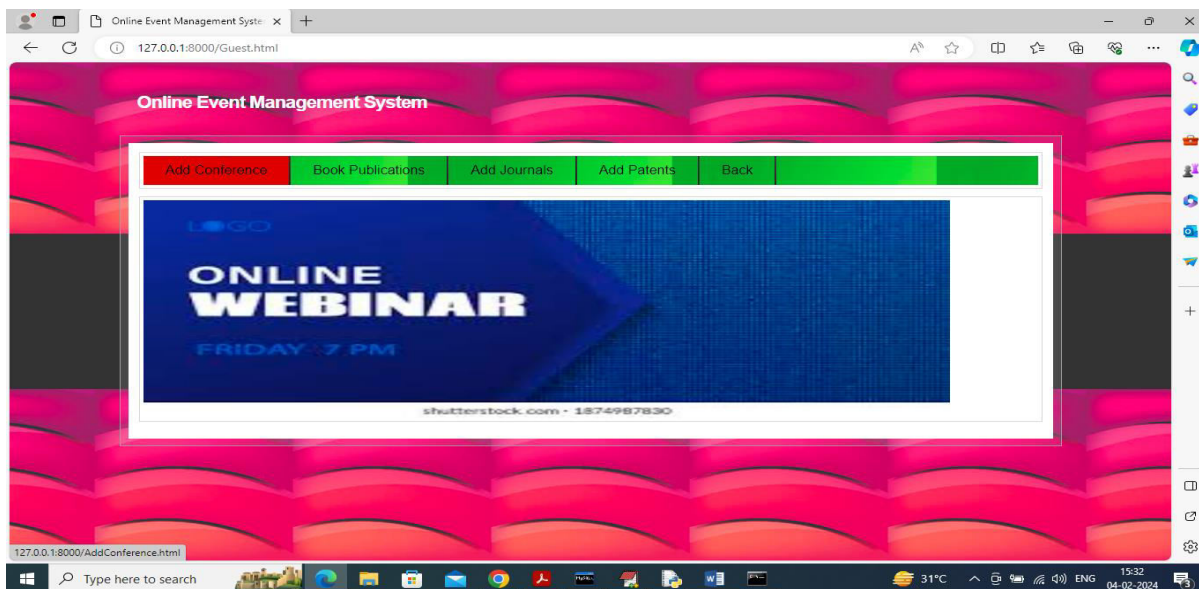 Online Event Management Syste
127.0.0.1:8000/Guest.html
Online Event Management System
Add Conference Book Publications Add Journals Add Patents Back
LOGO
ONLINE
WEBINAR
FRIDAY 7 PM
shutterstock.com · 1874987830
127.0.0.1:8000/AddConference.html
Type here to search
31°C ENG 15:32
04-02-2024